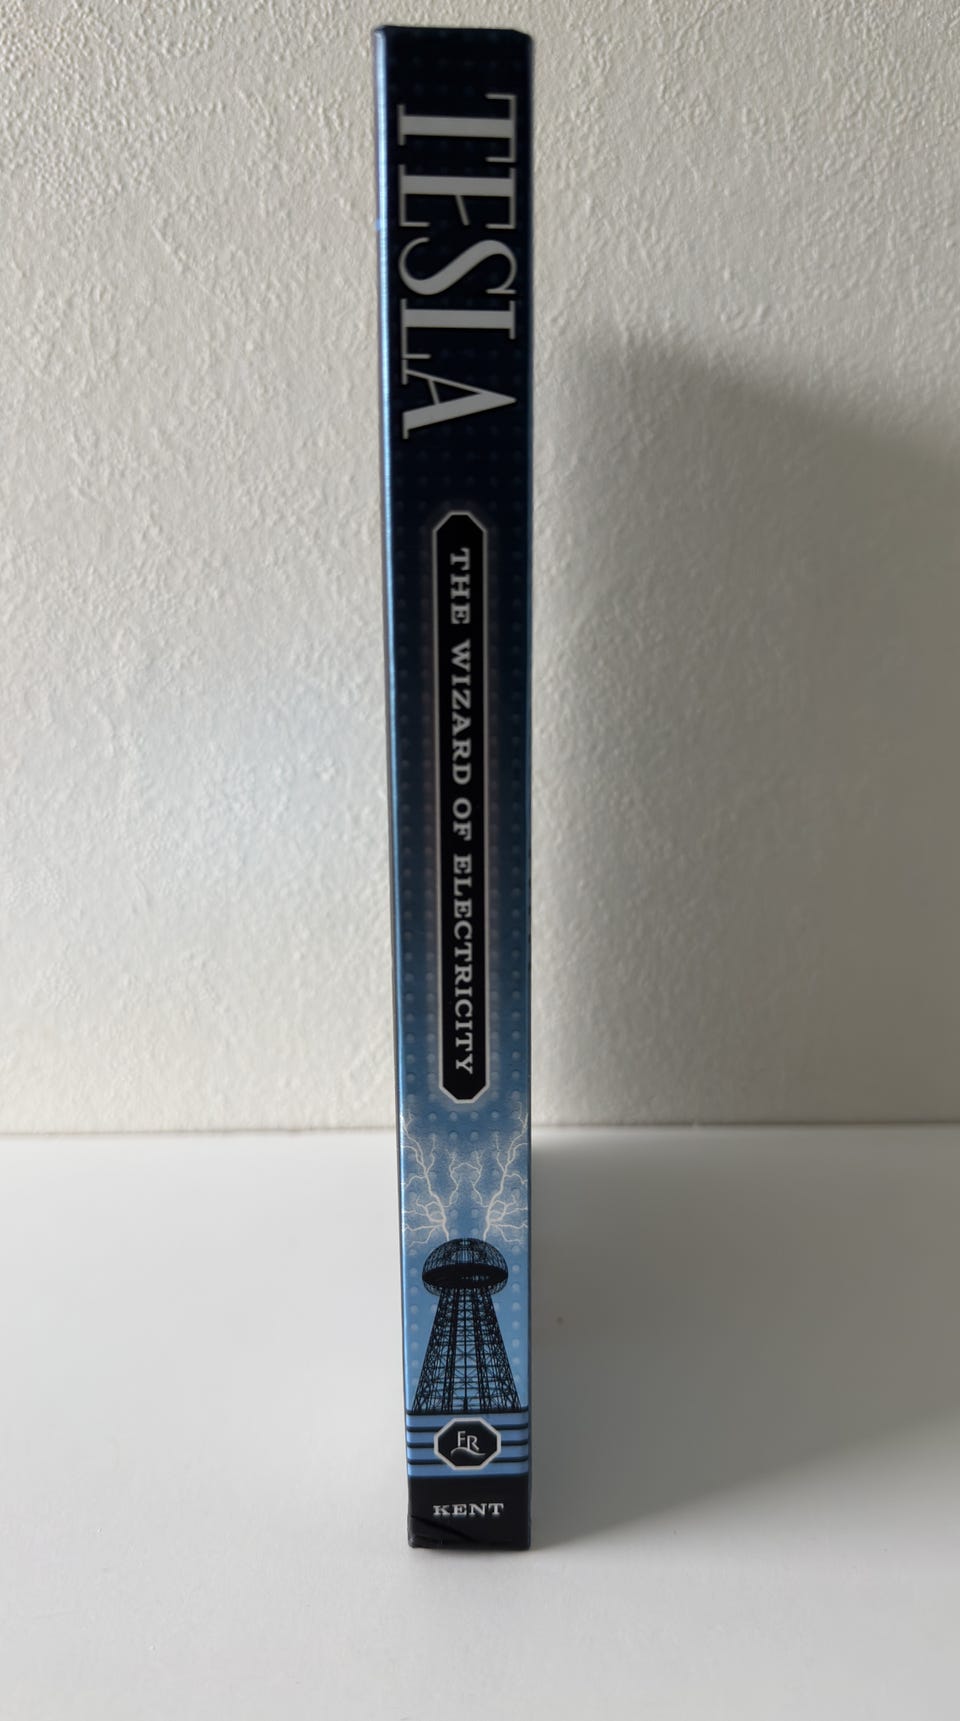 TESLA
THE WIZARD OF ELECTRICITY
FR
KENT